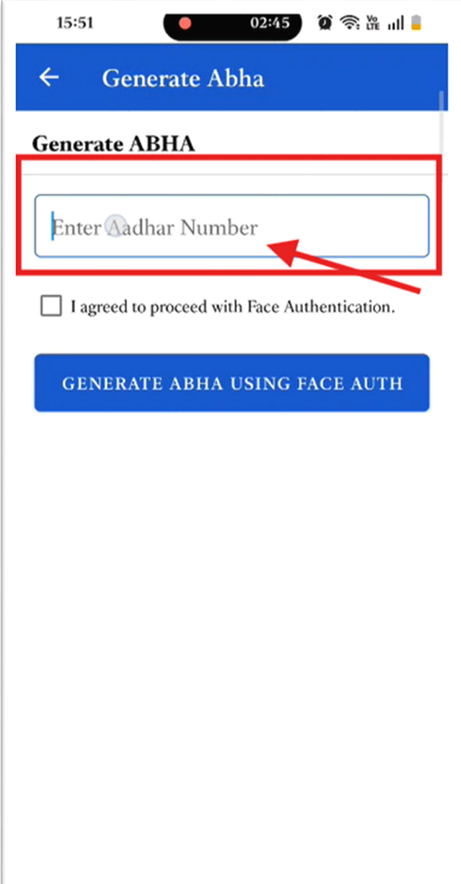 15:51 02:45 Vo LTE
Generate Abha
Generate ABHA
Enter Aadhar Number
I agreed to proceed with Face Authentication.
GENERATE ABHA USING FACE AUTH